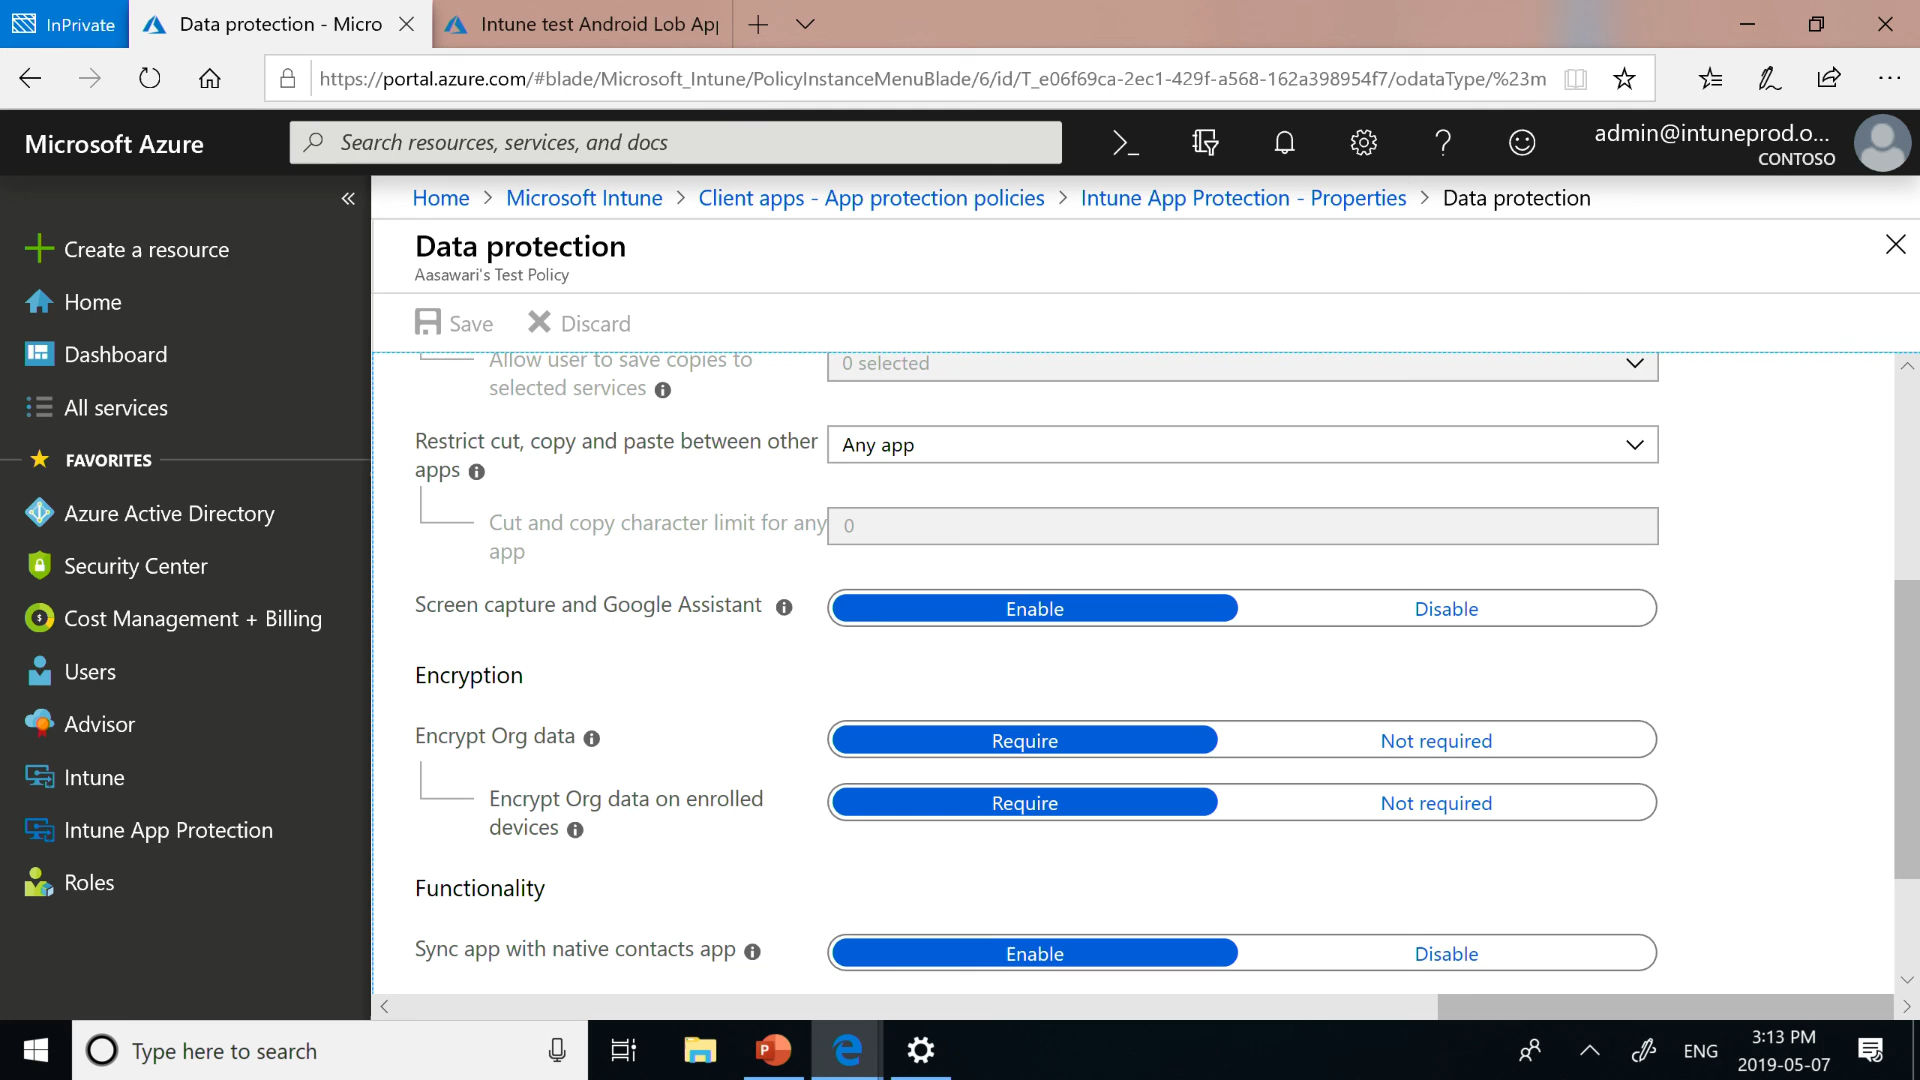 InPrivate
Data protection - Micro
Intune test Android Lob Ap
https://portal.azure.com/#blade/Microsoft_Intune/PolicyInstanceMenuBlade/6/id/T_e06f69ca-2ec1-429f-a568-162a398954f7/odataType/%23m
Microsoft Azure
Search resources, services, and docs
admin@intuneprod.o...
CONTOSO
Home > Microsoft Intune > Client apps - App protection policies > Intune App Protection - Properties > Data protection
Data protection
Aasawari's Test Policy
Save
Discard
Create a resource
Home
Dashboard
All services
FAVORITES
Azure Active Directory
Security Center
Cost Management + Billing
Users
Advisor
Intune
Intune App Protection
Roles
Allow user to save copies to
selected services
0 selected
Restrict cut, copy and paste between other
apps
Any app
Cut and copy character limit for any
app
0
Screen capture and Google Assistant
Enable
Disable
Encryption
Encrypt Org data
Require
Not required
Encrypt Org data on enrolled
devices
Require
Not required
Functionality
Sync app with native contacts app
Enable
Disable
Type here to search
ENG
3:13 PM
2019-05-07